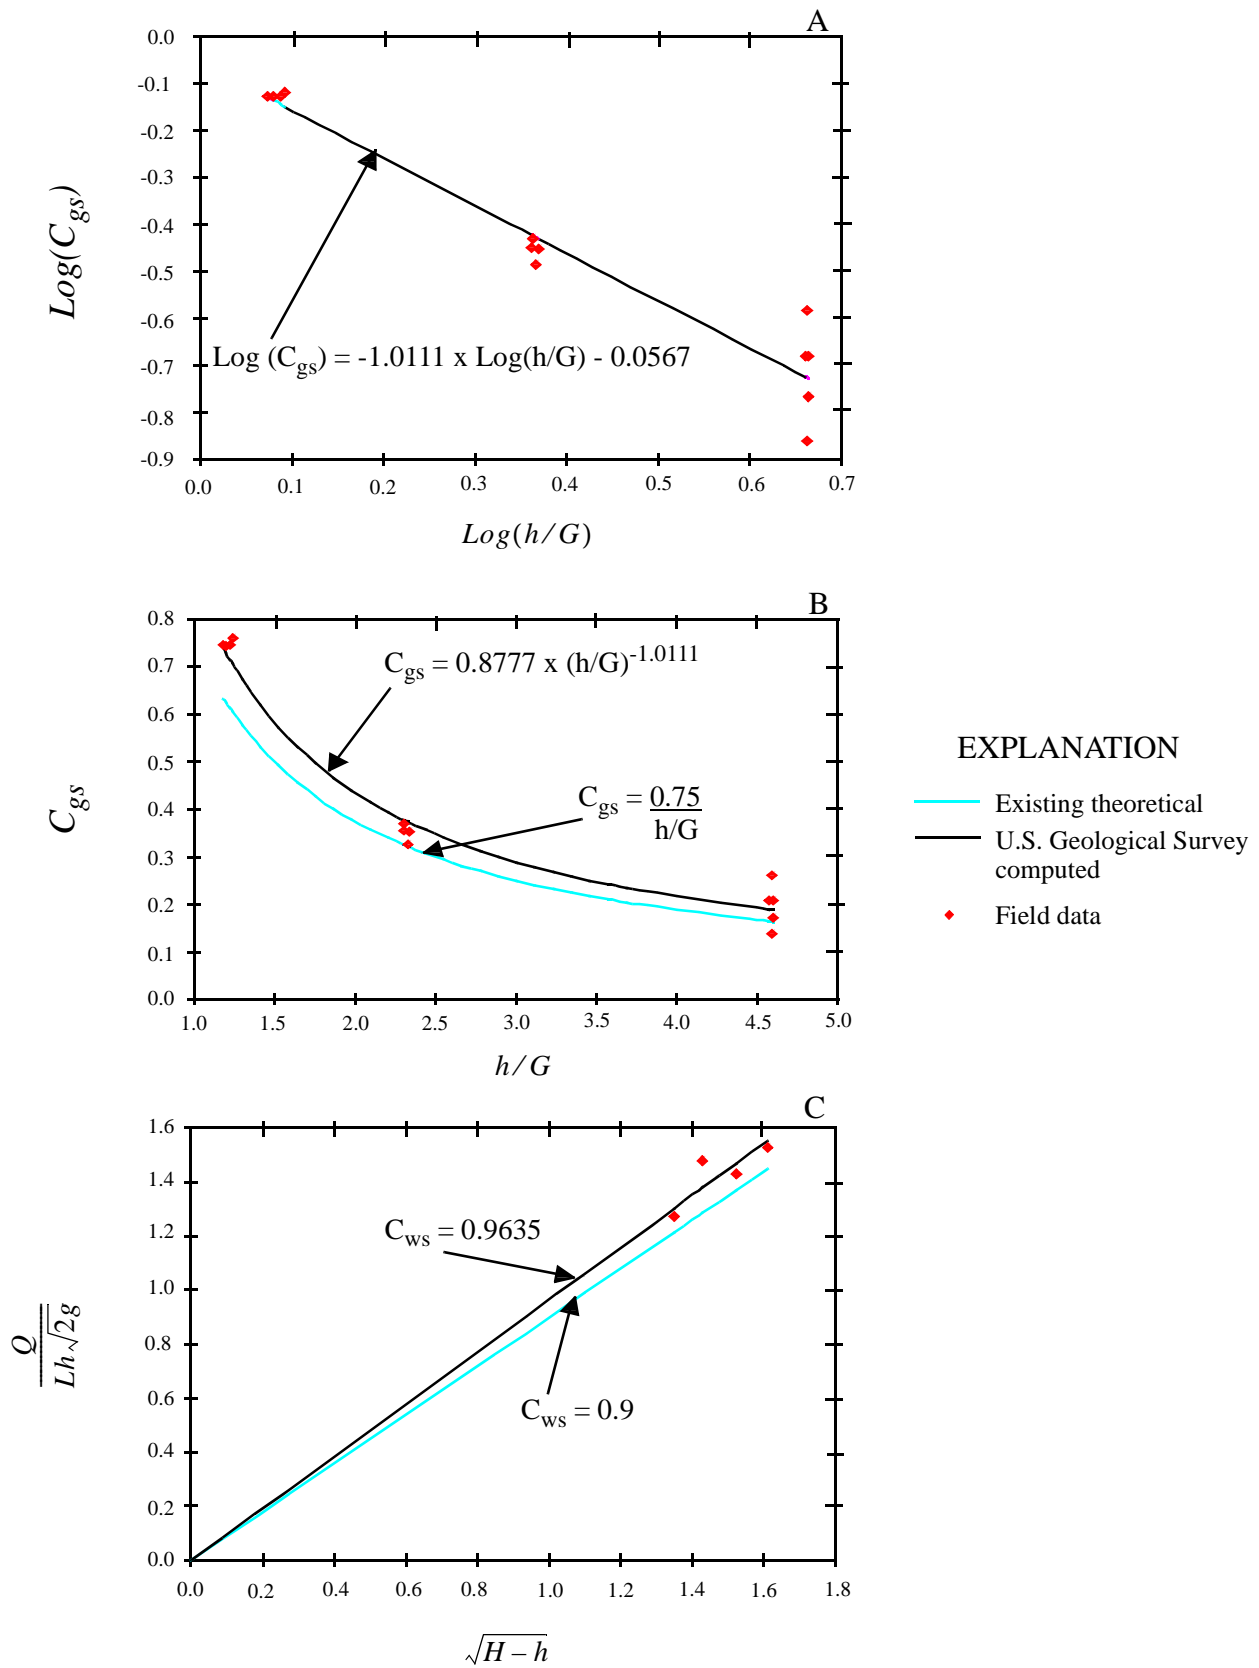 A
0.0
-0.1
-0.2
-0.3
-0.4
-0.5
-0.6
-0.7
-0.8
-0.9
Log(C_gs)
Log (C_gs) = -1.0111 x Log(h/G) - 0.0567
0.0 0.1 0.2 0.3 0.4 0.5 0.6 0.7
Log(h/G)
B
0.8
0.7
0.6
0.5
0.4
0.3
0.2
0.1
0.0
C_gs
C_gs = 0.8777 x (h/G)^-1.0111
C_gs = 0.75
h/G
1.0 1.5 2.0 2.5 3.0 3.5 4.0 4.5 5.0
h/G
EXPLANATION
Existing theoretical
U.S. Geological Survey
computed
Field data
C
1.6
1.4
1.2
1.0
0.8
0.6
0.4
0.2
0.0
Q
Lh√2g
C_ws = 0.9635
C_ws = 0.9
0.0 0.2 0.4 0.6 0.8 1.0 1.2 1.4 1.6 1.8
√H – h